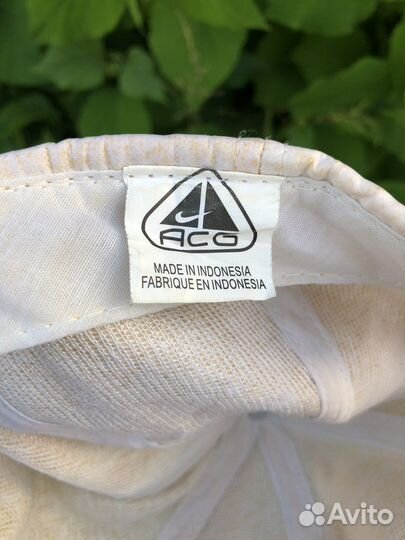 ACG
MADE IN INDONESIA
FABRIQUE EN INDONESIA
Avito